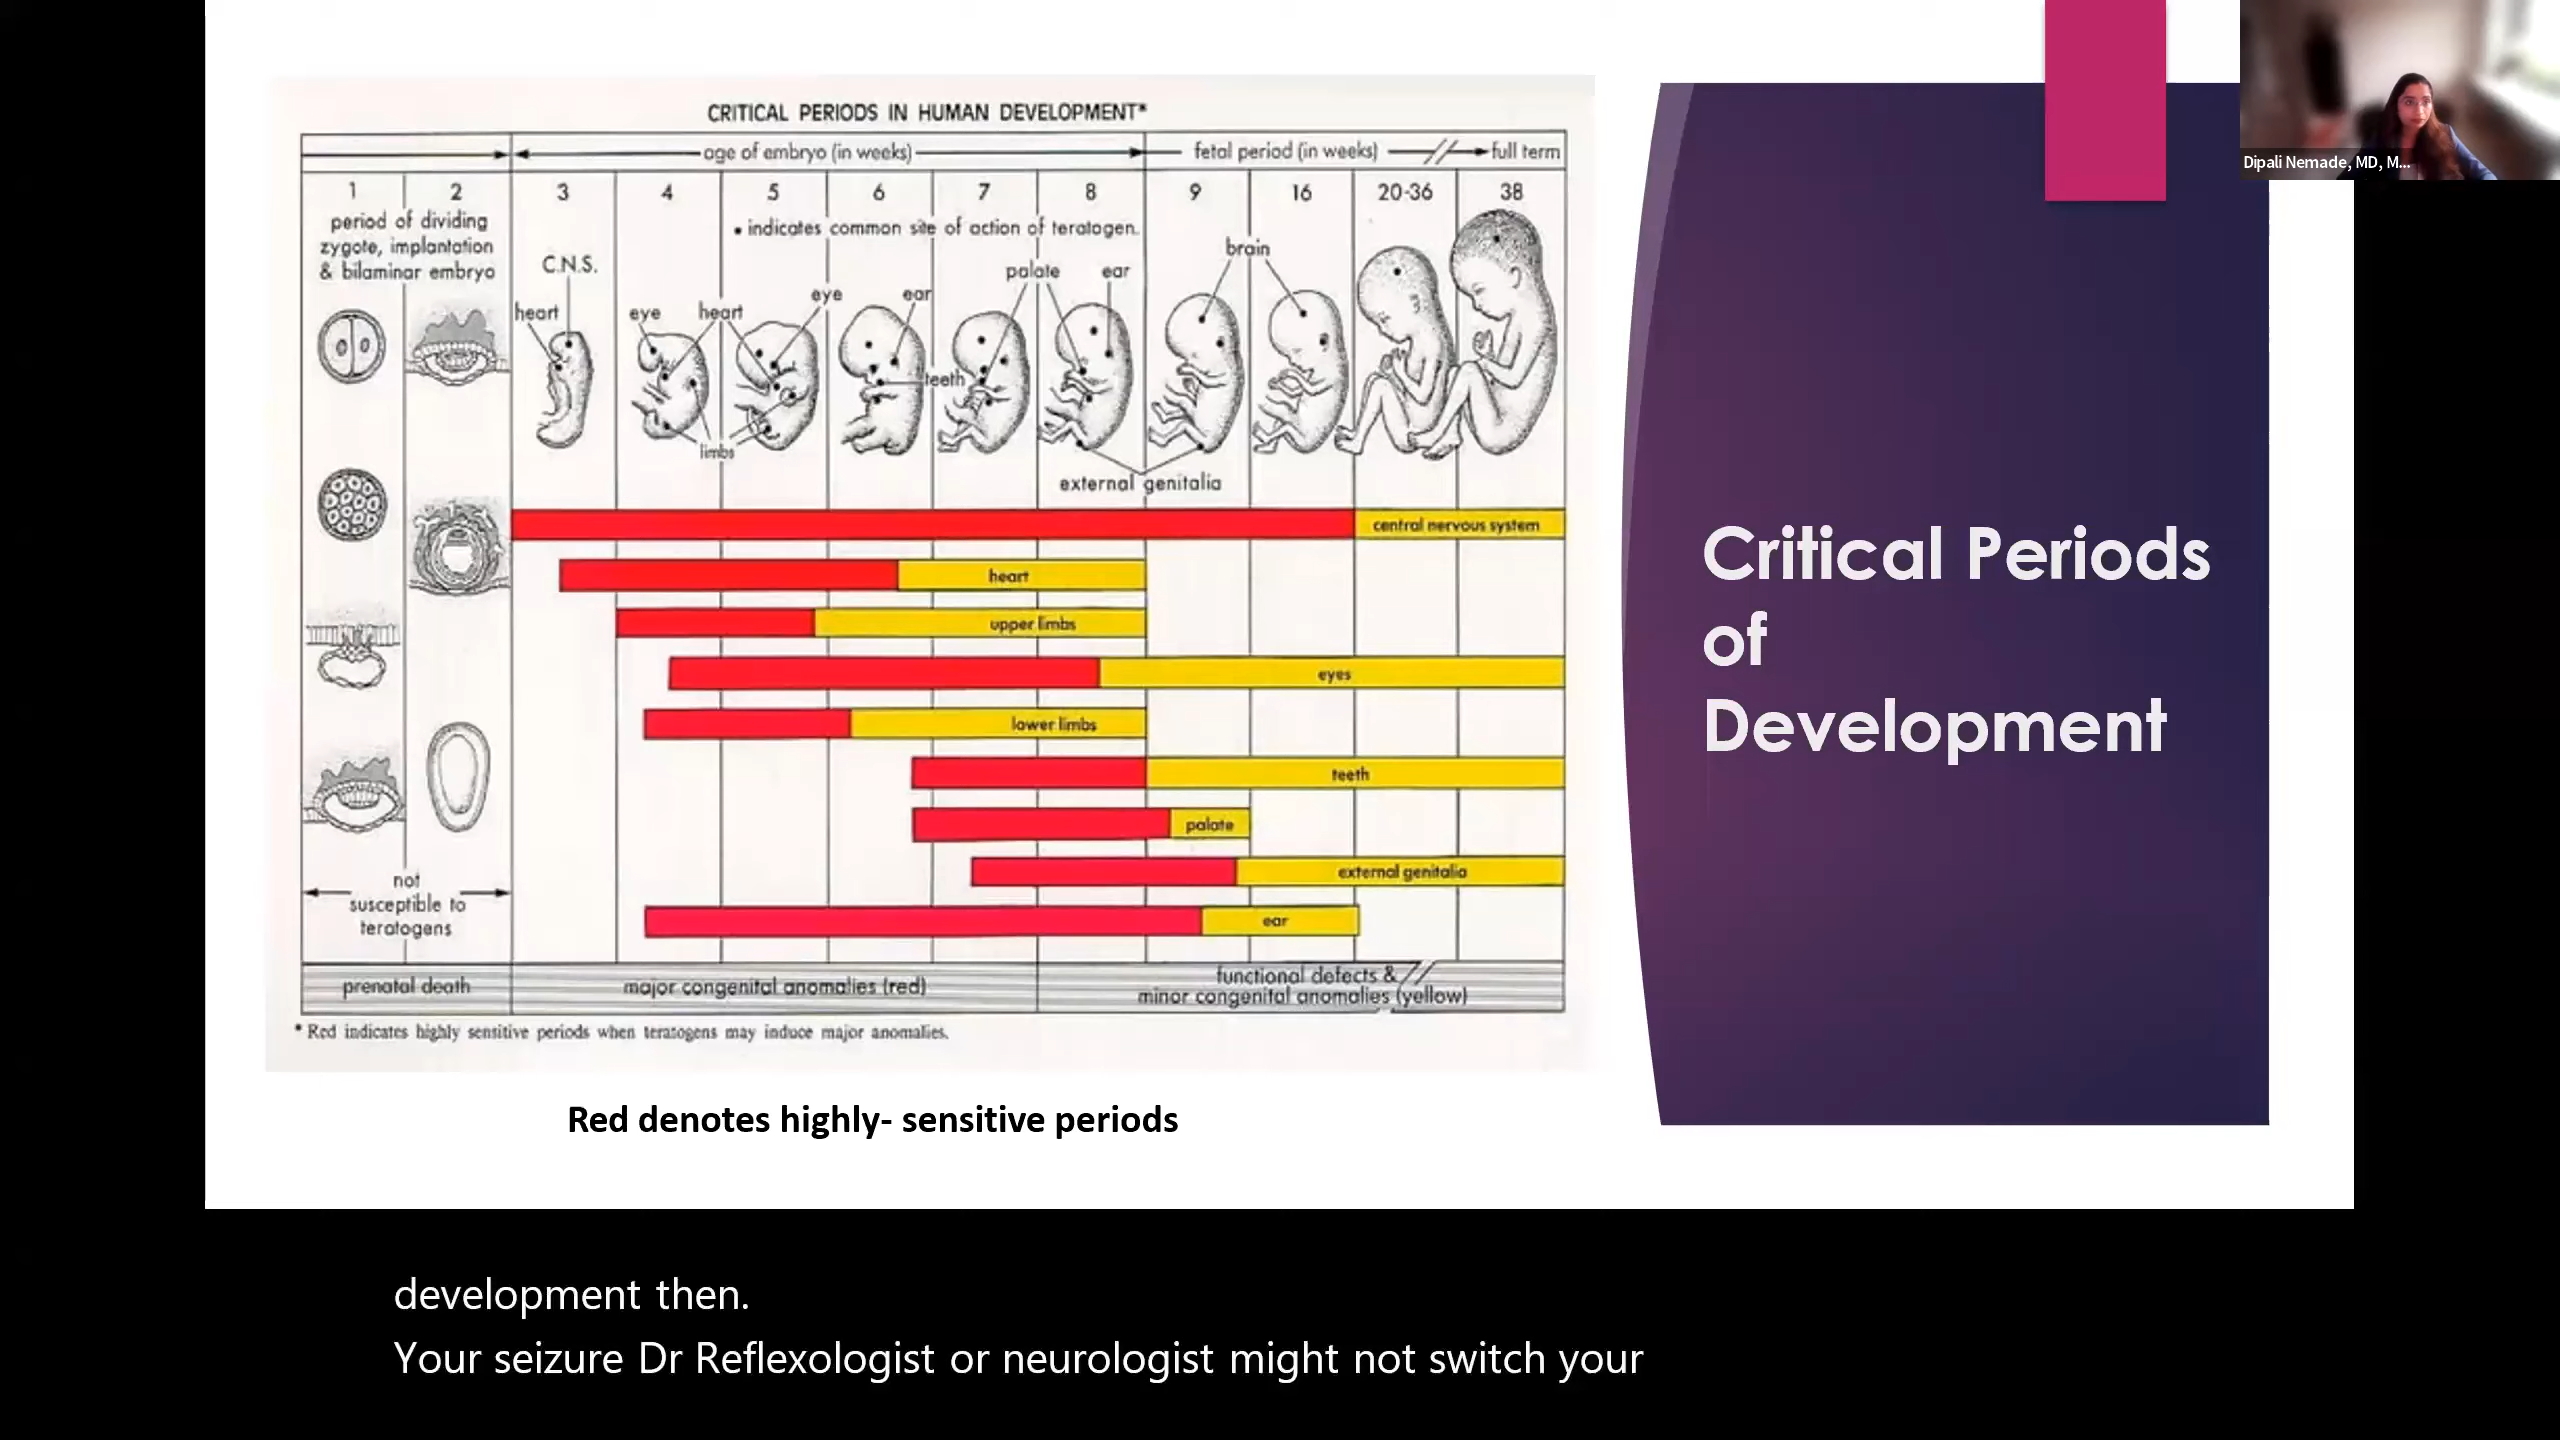 CRITICAL PERIODS IN HUMAN DEVELOPMENT*
age of embryo (in weeks)
fetal period (in weeks)
full term
1
2
3
4
5
6
7
8
9
16
20-36
38
period of dividing
zygote, implantation
& bilaminar embryo
• indicates common site of action of teratogen.
C.N.S.
heart
eye
heart
eye
ear
palate
ear
brain
teeth
limbs
external genitalia
central nervous system
heart
upper limbs
eyes
lower limbs
teeth
palate
external genitalia
ear
not
susceptible to
teratogens
prenatal death
major congenital anomalies (red)
functional defects &
minor congenital anomalies (yellow)
* Red indicates highly sensitive periods when teratogens may induce major anomalies.
Red denotes highly- sensitive periods
Critical Periods
of
Development
Dipali Nemade, MD, M...
development then.
Your seizure Dr Reflexologist or neurologist might not switch your